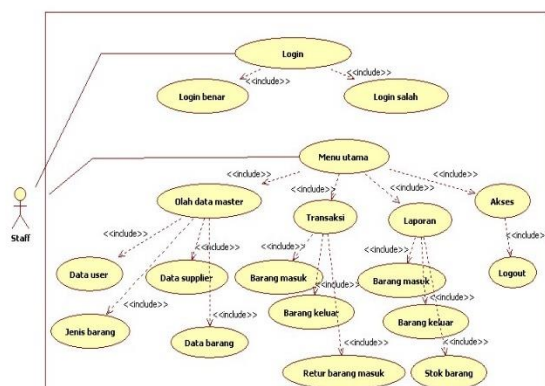 Login
<<include>>
<<include>>
Login benar
Login salah
Menu utama
<<include>>
<<include>>
<<include>>
<<include>>
Olah data master
Transaksi
Laporan
Akses
Staff
<<include>>
<<include>>
<<include>>
<<include>>
<<include>>
<<include>>
<<include>>
Data user
Data supplier
Barang masuk
Barang masuk
Logout
<<include>>
<<include>>
<<include>>
<<include>>
Jenis barang
Data barang
Barang keluar
Barang keluar
<<include>>
<<include>>
Retur barang masuk
Stok barang